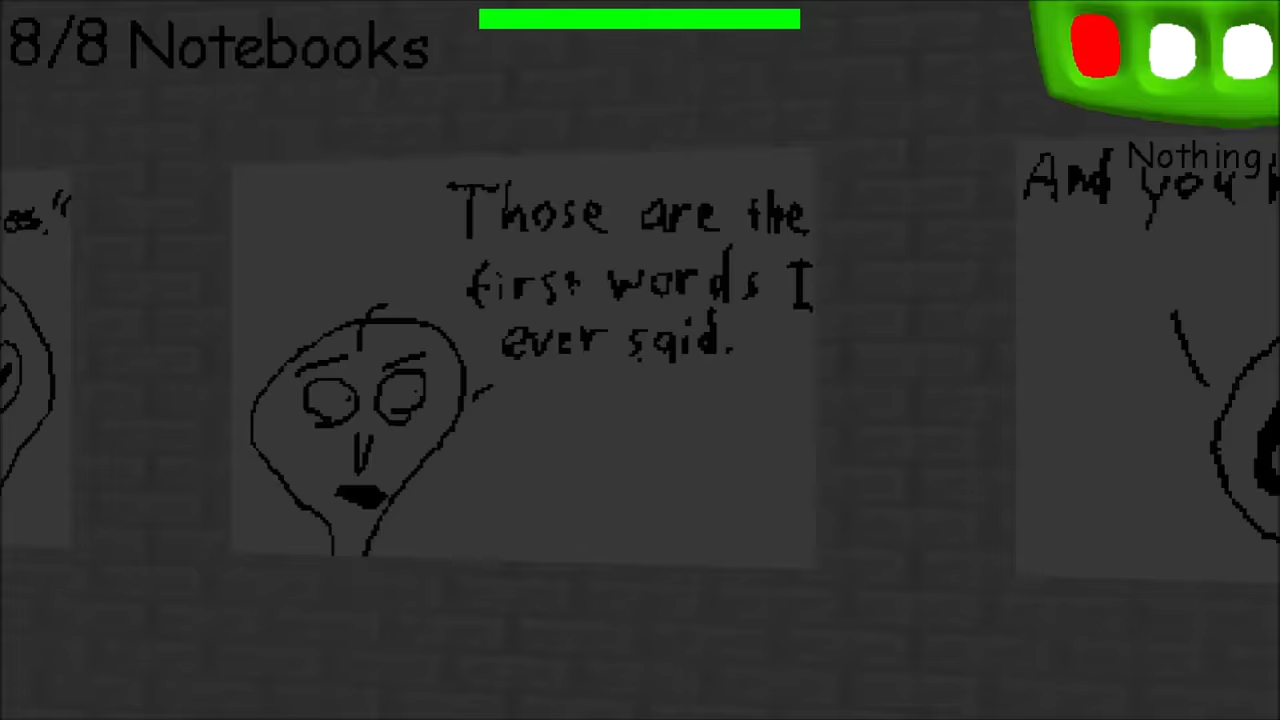 8/8 Notebooks
Nothing
Those are the
first words I
ever said.
And you